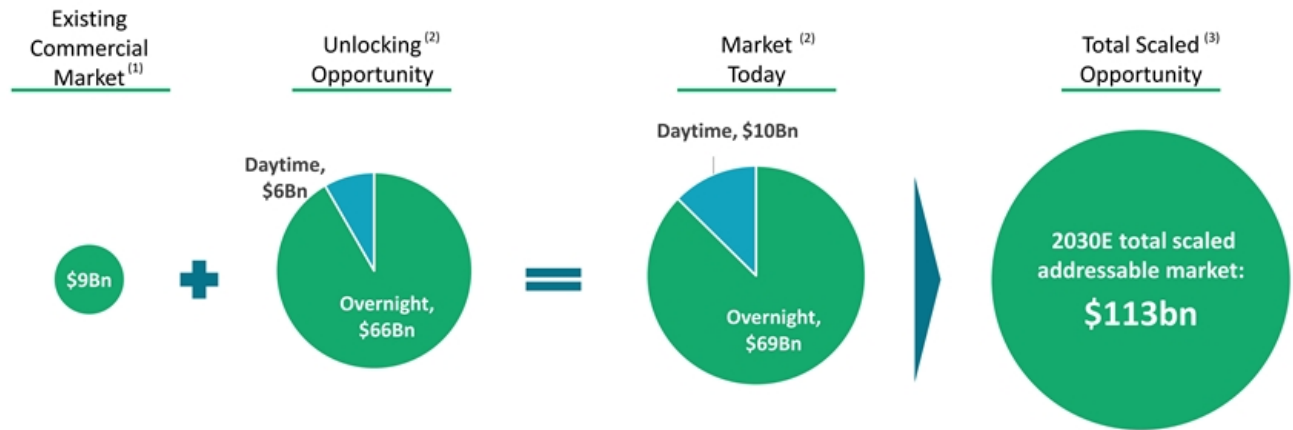 Existing
Commercial
Market (1)
Unlocking (2)
Opportunity
Market (2)
Today
Total Scaled (3)
Opportunity
$9Bn
Daytime,
$6Bn
Overnight,
$66Bn
Daytime, $10Bn
Overnight,
$69Bn
2030E total scaled
addressable market:
$113bn